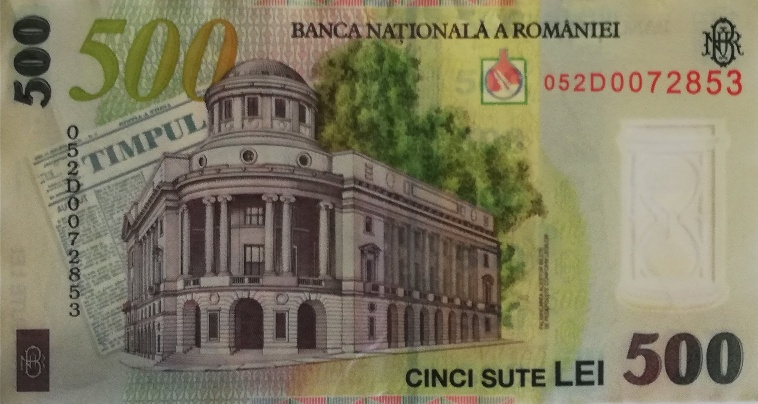 500
500
BANCA NAȚIONALĂ A ROMÂNIEI
052D0072853
TIMPUL
052D0072853
CINCI SUTE LEI 500